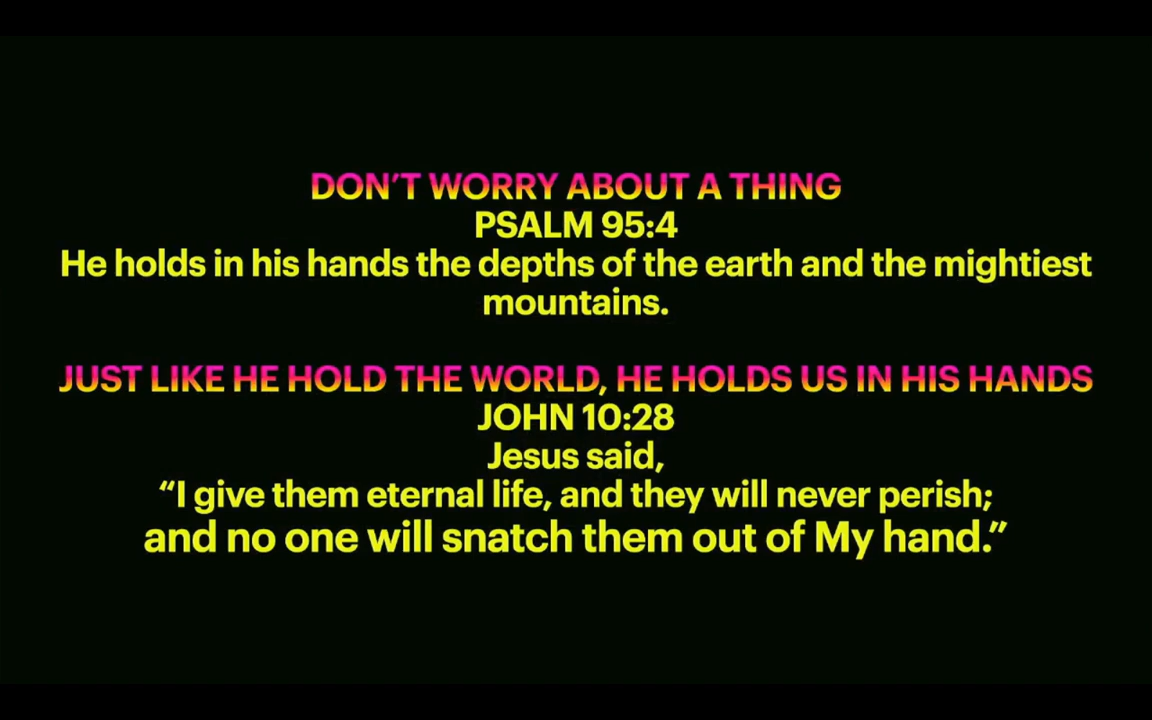 DON’T WORRY ABOUT A THING
PSALM 95:4
He holds in his hands the depths of the earth and the mightiest
mountains.
JUST LIKE HE HOLD THE WORLD, HE HOLDS US IN HIS HANDS
JOHN 10:28
Jesus said,
“I give them eternal life, and they will never perish;
and no one will snatch them out of My hand.”